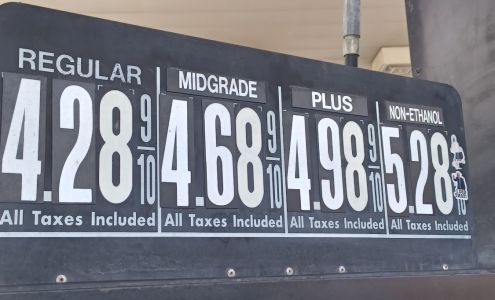 REGULAR MIDGRADE PLUS NON-ETHANOL
4.28 9/10 4.68 9/10 4.98 9/10 5.28
All Taxes Included All Taxes Included All Taxes Included All Taxes Included